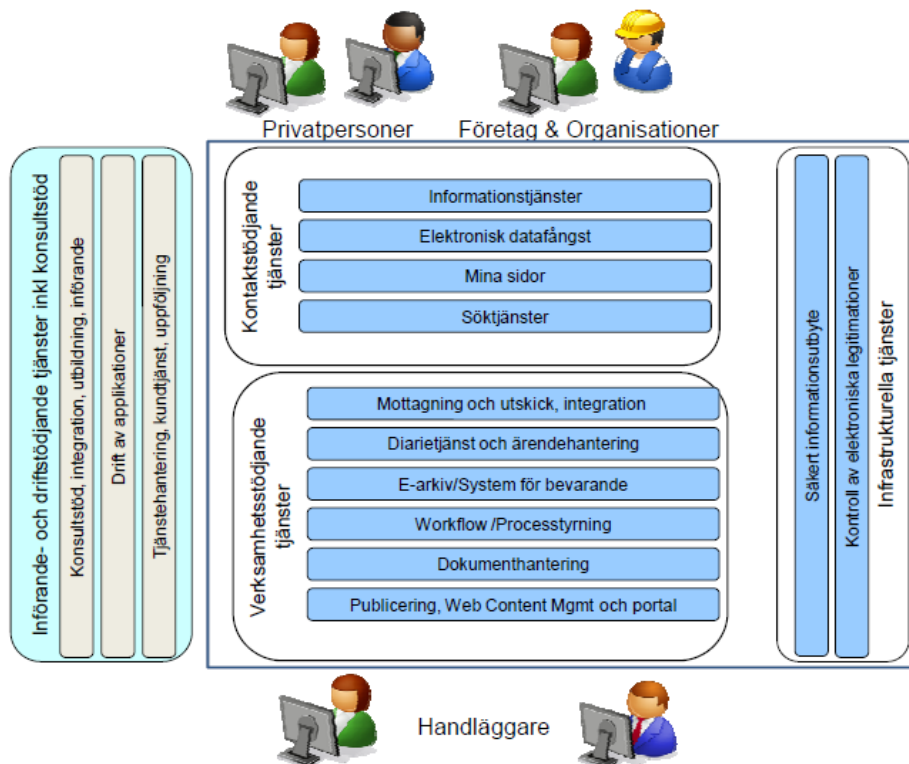 Privatpersoner
Företag & Organisationer
Införande- och driftstödjande tjänster inkl konsultstöd
Konsultstöd, integration, utbildning, införande
Drift av applikationer
Tjänstehantering, kundtjänst, uppföljning
Kontaktstödjande
tjänster
Informationstjänster
Elektronisk datafångst
Mina sidor
Söktjänster
Verksamhetsstödjande
tjänster
Mottagning och utskick, integration
Diarietjänst och ärendehantering
E-arkiv/System för bevarande
Workflow /Processtyrning
Dokumenthantering
Publicering, Web Content Mgmt och portal
Säkert informationsutbyte
Kontroll av elektroniska legitimationer
Infrastrukturella tjänster
Handläggare